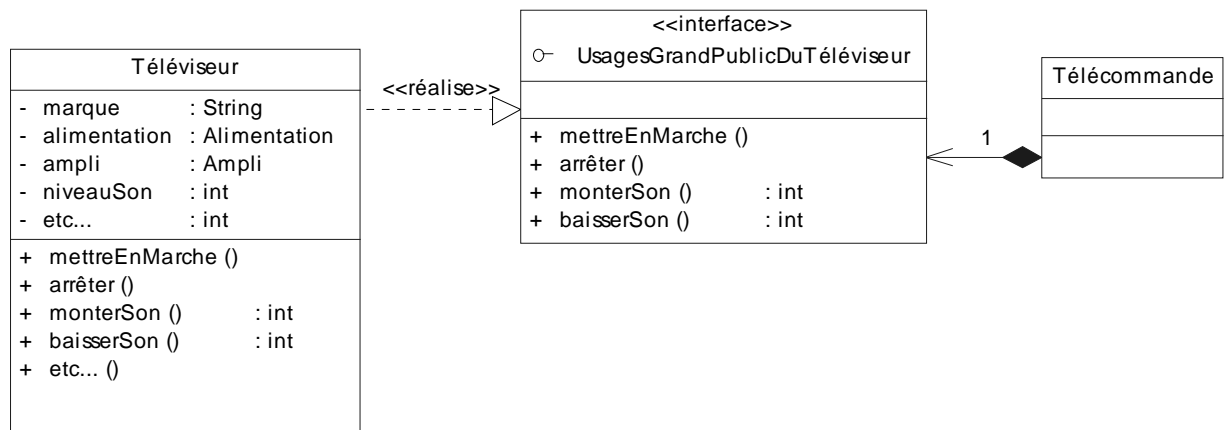 Téléviseur
- marque : String
- alimentation : Alimentation
- ampli : Ampli
- niveauSon : int
- etc... : int
+ mettreEnMarche ()
+ arrêter ()
+ monterSon () : int
+ baisserSon () : int
+ etc... ()
<<réalise>>
<<interface>>
UsagesGrandPublicDuTéléviseur
+ mettreEnMarche ()
+ arrêter ()
+ monterSon () : int
+ baisserSon () : int
1
Télécommande